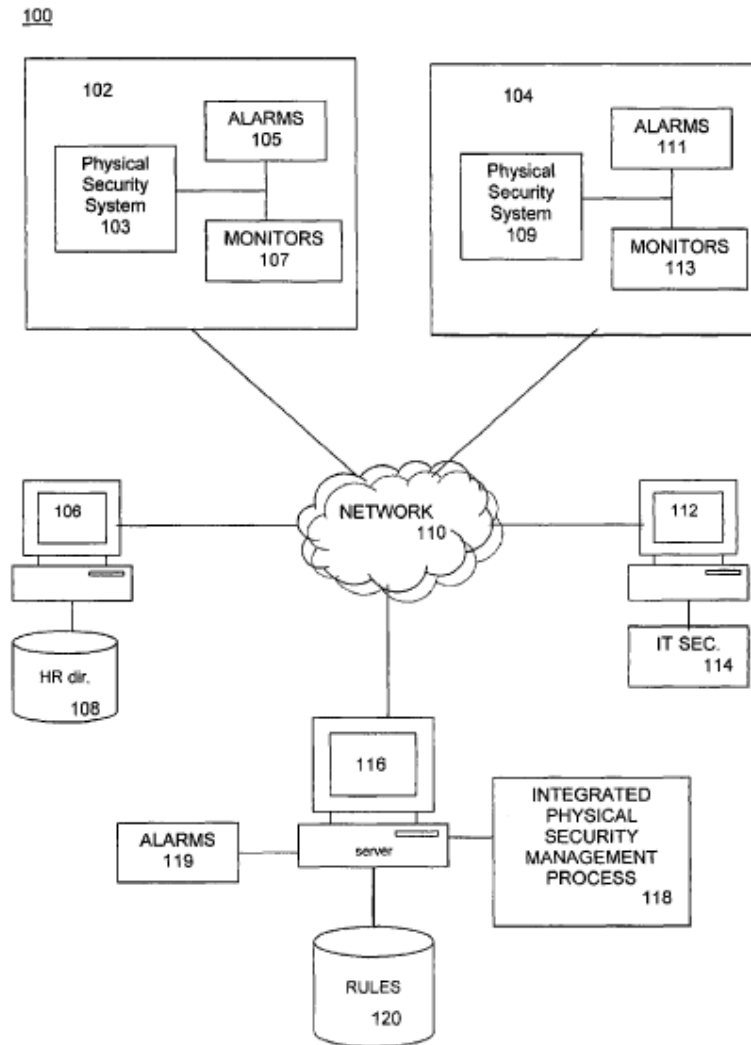 100
102
ALARMS
105
Physical
Security
System
103
MONITORS
107
104
ALARMS
111
Physical
Security
System
109
MONITORS
113
106
NETWORK
110
112
HR dir.
108
IT SEC.
114
116
server
ALARMS
119
INTEGRATED
PHYSICAL
SECURITY
MANAGEMENT
PROCESS
118
RULES
120